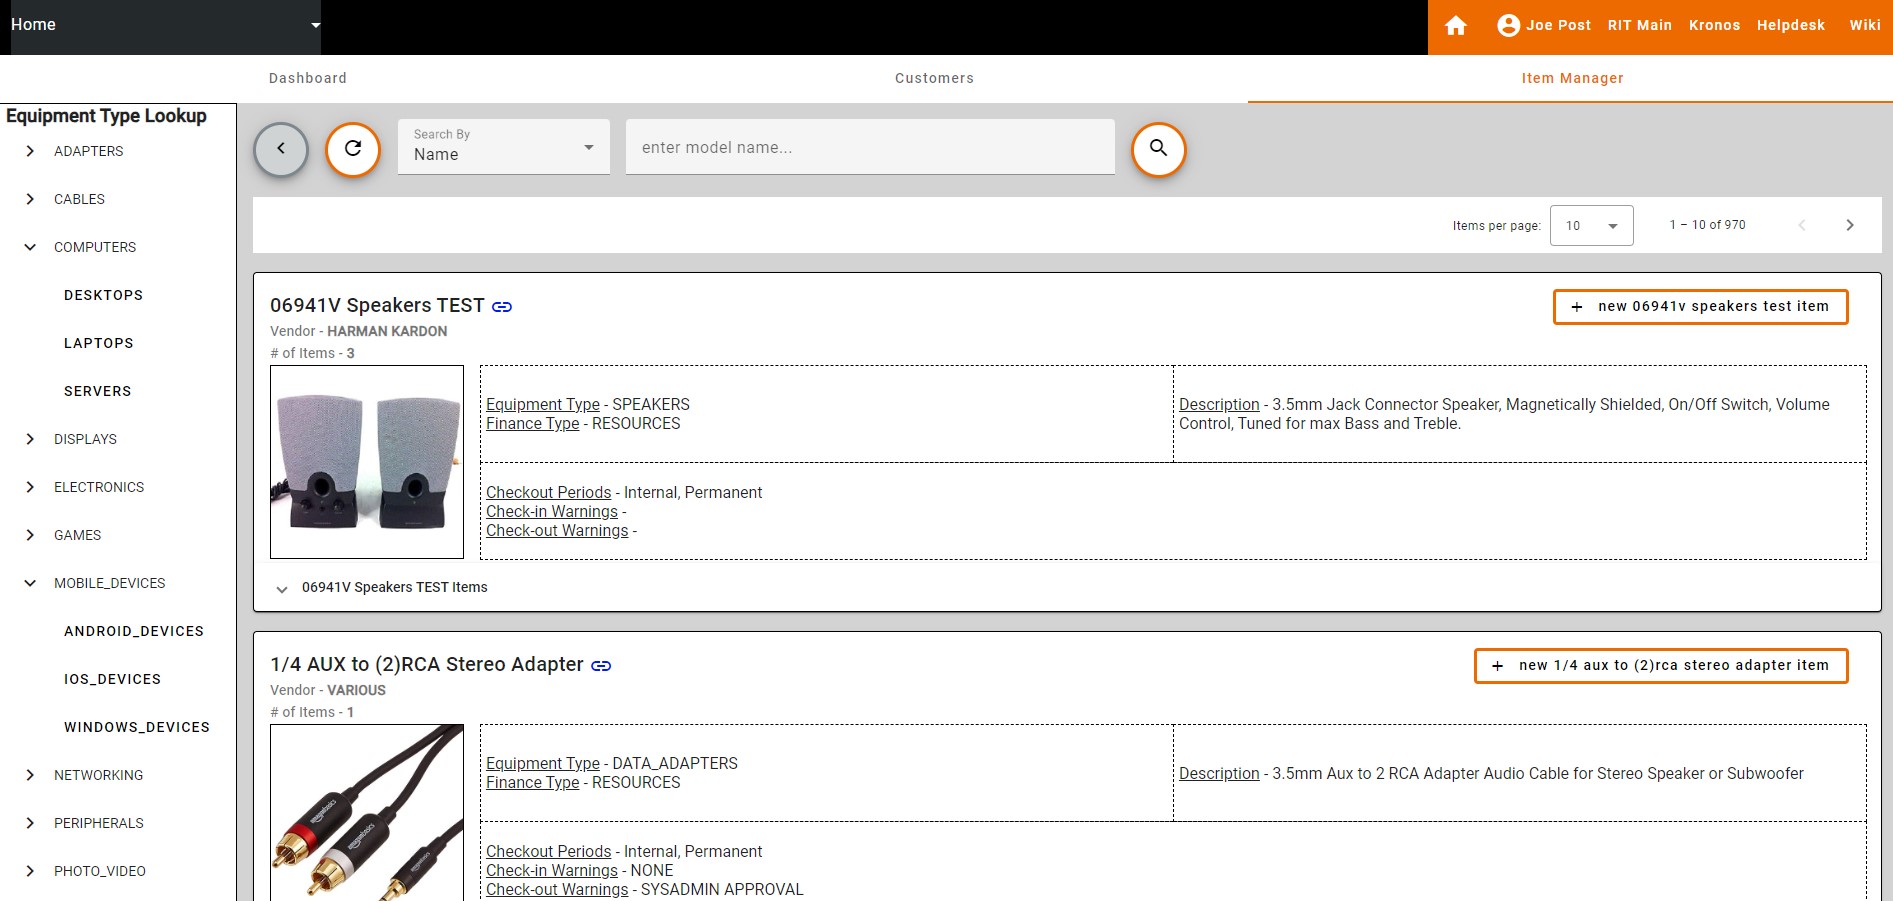 Home
Joe Post RIT Main Kronos Helpdesk Wiki
Dashboard Customers Item Manager
Equipment Type Lookup
ADAPTERS
CABLES
COMPUTERS
DESKTOPS
LAPTOPS
SERVERS
DISPLAYS
ELECTRONICS
GAMES
MOBILE_DEVICES
ANDROID_DEVICES
IOS_DEVICES
WINDOWS_DEVICES
NETWORKING
PERIPHERALS
PHOTO_VIDEO
Search By
Name
enter model name...
Items per page: 10 1 – 10 of 970
06941V Speakers TEST
+ new 06941v speakers test item
Vendor - HARMAN KARDON
# of Items - 3
Equipment Type - SPEAKERS
Finance Type - RESOURCES
Description - 3.5mm Jack Connector Speaker, Magnetically Shielded, On/Off Switch, Volume
Control, Tuned for max Bass and Treble.
Checkout Periods - Internal, Permanent
Check-in Warnings -
Check-out Warnings -
06941V Speakers TEST Items
1/4 AUX to (2)RCA Stereo Adapter
+ new 1/4 aux to (2)rca stereo adapter item
Vendor - VARIOUS
# of Items - 1
amazonbasics
amazonbasics
Equipment Type - DATA_ADAPTERS
Finance Type - RESOURCES
Description - 3.5mm Aux to 2 RCA Adapter Audio Cable for Stereo Speaker or Subwoofer
Checkout Periods - Internal, Permanent
Check-in Warnings - NONE
Check-out Warnings - SYSADMIN APPROVAL